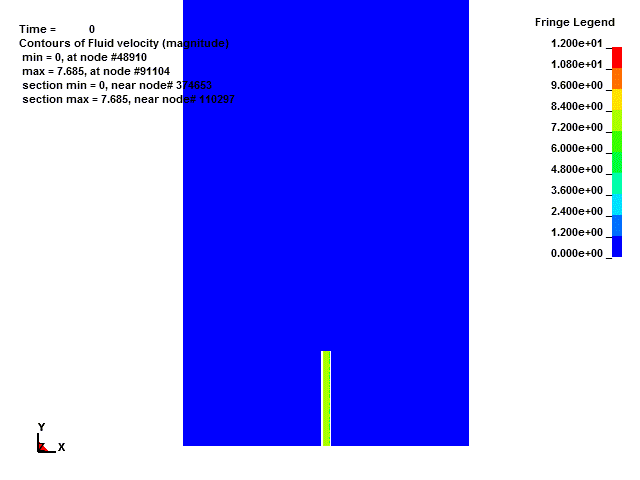 Time = 0
Contours of Fluid velocity (magnitude)
min = 0, at node #48910
max = 7.685, at node #91104
section min = 0, near node# 374653
section max = 7.685, near node# 110297
Fringe Legend
1.200e+01
1.080e+01
9.600e+00
8.400e+00
7.200e+00
6.000e+00
4.800e+00
3.600e+00
2.400e+00
1.200e+00
0.000e+00
Y
X